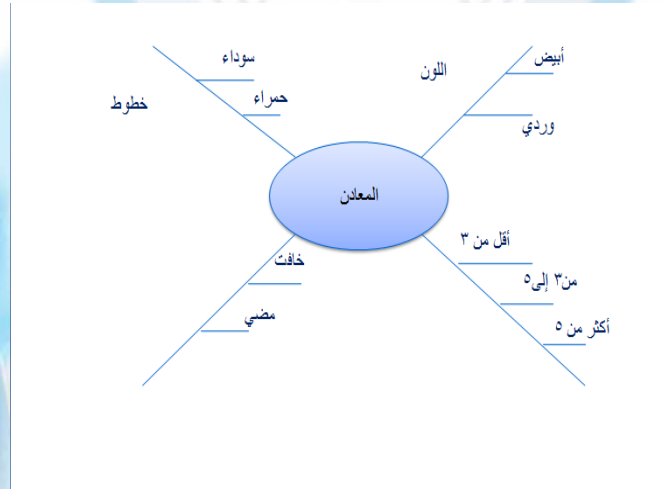 أبيض
اللون
وردي
سوداء
حمراء
خطوط
المعادن
أقل من ٣
من٣ إلى٥
أكثر من ٥
خافت
مضي